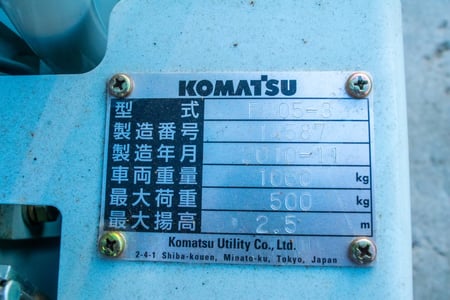 KOMATSU
型 式
製造番号
製造年月
車両重量 1060 kg
最大荷重 500 kg
最大揚高 2.5 m
Komatsu Utility Co., Ltd.
2-4-1 Shiba-kouen, Minato-ku, Tokyo, Japan